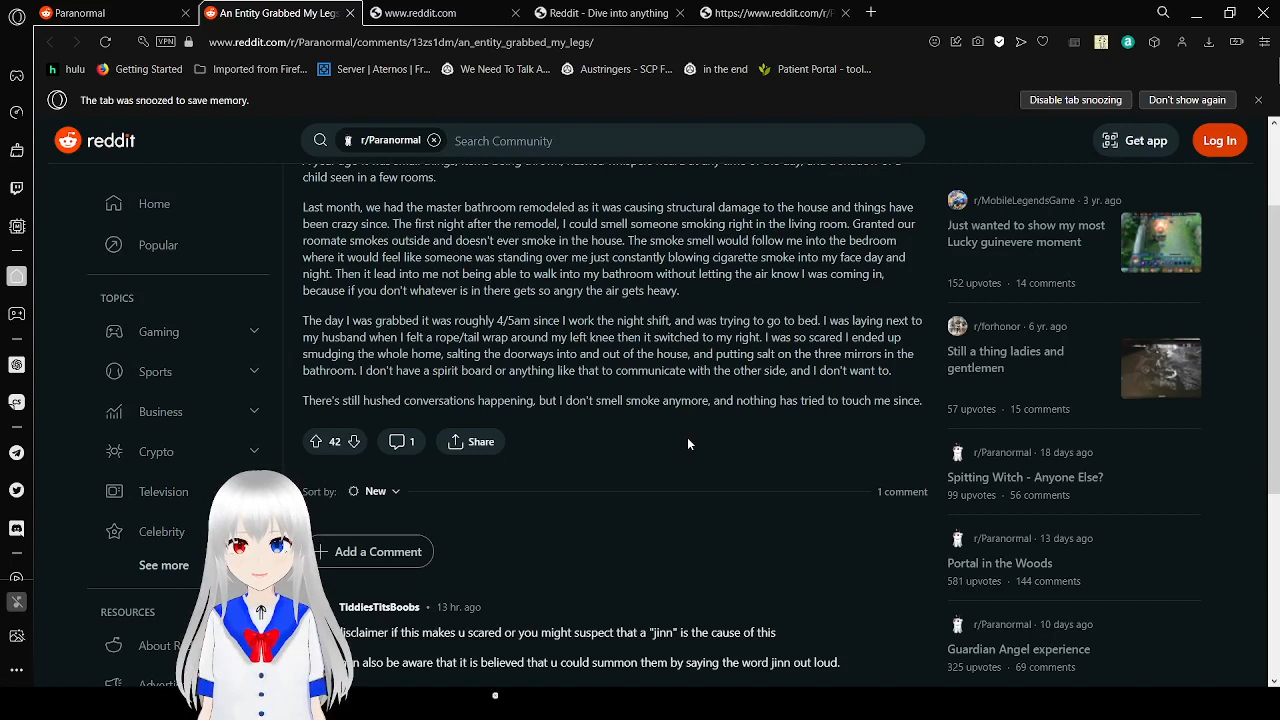 Paranormal
An Entity Grabbed My Legs
www.reddit.com
Reddit - Dive into anything
https://www.reddit.com/r/F
VPN
www.reddit.com/r/Paranormal/comments/13zs1dm/an_entity_grabbed_my_legs/
hulu
Getting Started
Imported from Firef...
Server | Aternos | Fr...
We Need To Talk A...
Austringers - SCP F...
in the end
Patient Portal - tool...
The tab was snoozed to save memory.
Disable tab snoozing
Don't show again
reddit
r/Paranormal
Search Community
Get app
Log In
child seen in a few rooms.
Last month, we had the master bathroom remodeled as it was causing structural damage to the house and things have
been crazy since. The first night after the remodel, I could smell someone smoking right in the living room. Granted our
roomate smokes outside and doesn't ever smoke in the house. The smoke smell would follow me into the bedroom
where it would feel like someone was standing over me just constantly blowing cigarette smoke into my face day and
night. Then it lead into me not being able to walk into my bathroom without letting the air know I was coming in,
because if you don't whatever is in there gets so angry the air gets heavy.
The day I was grabbed it was roughly 4/5am since I work the night shift, and was trying to go to bed. I was laying next to
my husband when I felt a rope/tail wrap around my left knee then it switched to my right. I was so scared I ended up
smudging the whole home, salting the doorways into and out of the house, and putting salt on the three mirrors in the
bathroom. I don't have a spirit board or anything like that to communicate with the other side, and I don't want to.
There's still hushed conversations happening, but I don't smell smoke anymore, and nothing has tried to touch me since.
42
1
Share
Sort by:
New
1 comment
Add a Comment
TiddiesTitsBoobs • 13 hr. ago
disclaimer if this makes u scared or you might suspect that a "jinn" is the cause of this
also be aware that it is believed that u could summon them by saying the word jinn out loud.
Home
Popular
TOPICS
Gaming
Sports
Business
Crypto
Television
Celebrity
See more
RESOURCES
About Re
Adverti
r/MobileLegendsGame • 3 yr. ago
Just wanted to show my most
Lucky guinevere moment
152 upvotes • 14 comments
r/forhonor • 6 yr. ago
Still a thing ladies and
gentlemen
57 upvotes • 15 comments
r/Paranormal • 18 days ago
Spitting Witch - Anyone Else?
99 upvotes • 56 comments
r/Paranormal • 13 days ago
Portal in the Woods
581 upvotes • 144 comments
r/Paranormal • 10 days ago
Guardian Angel experience
325 upvotes • 69 comments